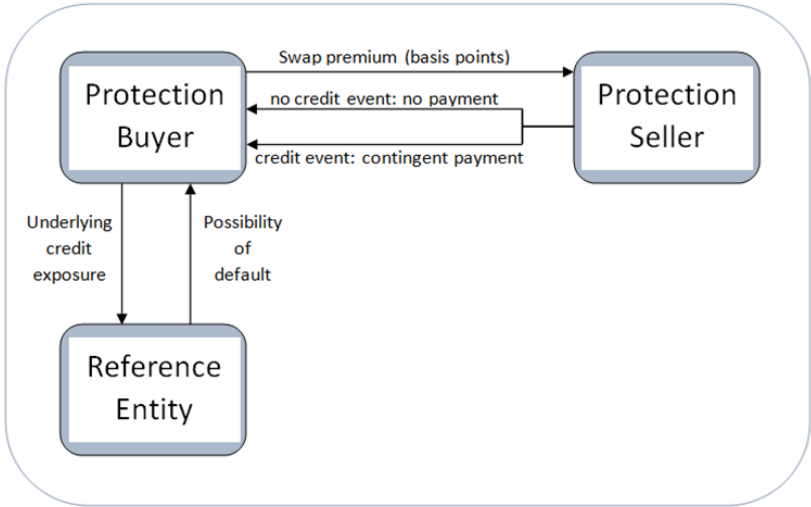 Swap premium (basis points)
Protection
Buyer
no credit event: no payment
credit event: contingent payment
Protection
Seller
Underlying
credit
exposure
Possibility
of
default
Reference
Entity